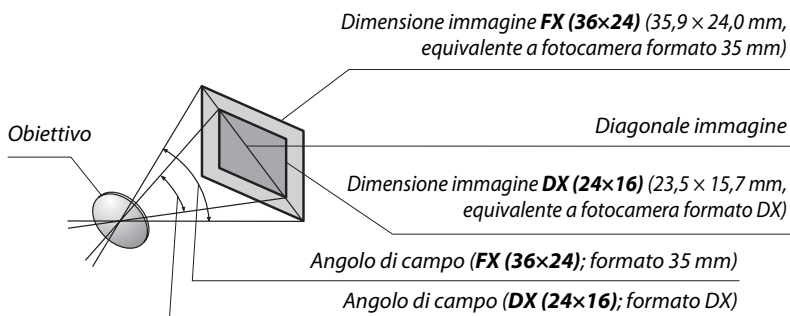 Dimensione immagine FX (36×24) (35,9 × 24,0 mm,
equivalente a fotocamera formato 35 mm)
Obiettivo
Diagonale immagine
Dimensione immagine DX (24×16) (23,5 × 15,7 mm,
equivalente a fotocamera formato DX)
Angolo di campo (FX (36×24); formato 35 mm)
Angolo di campo (DX (24×16); formato DX)